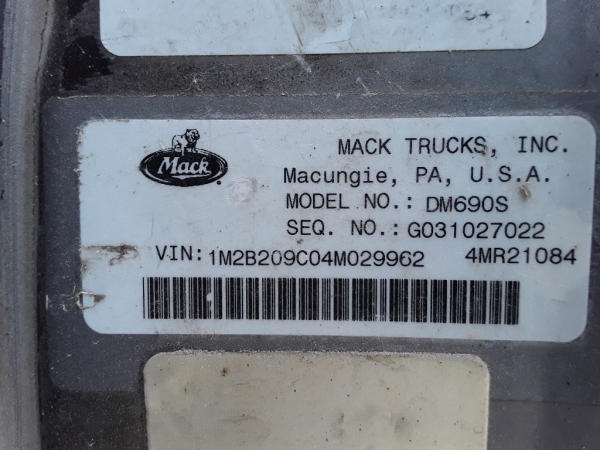 Mack
MACK TRUCKS, INC.
Macungie, PA, U.S.A.
MODEL NO.: DM690S
SEQ. NO.: G031027022
VIN: 1M2B209C04M029962 4MR21084